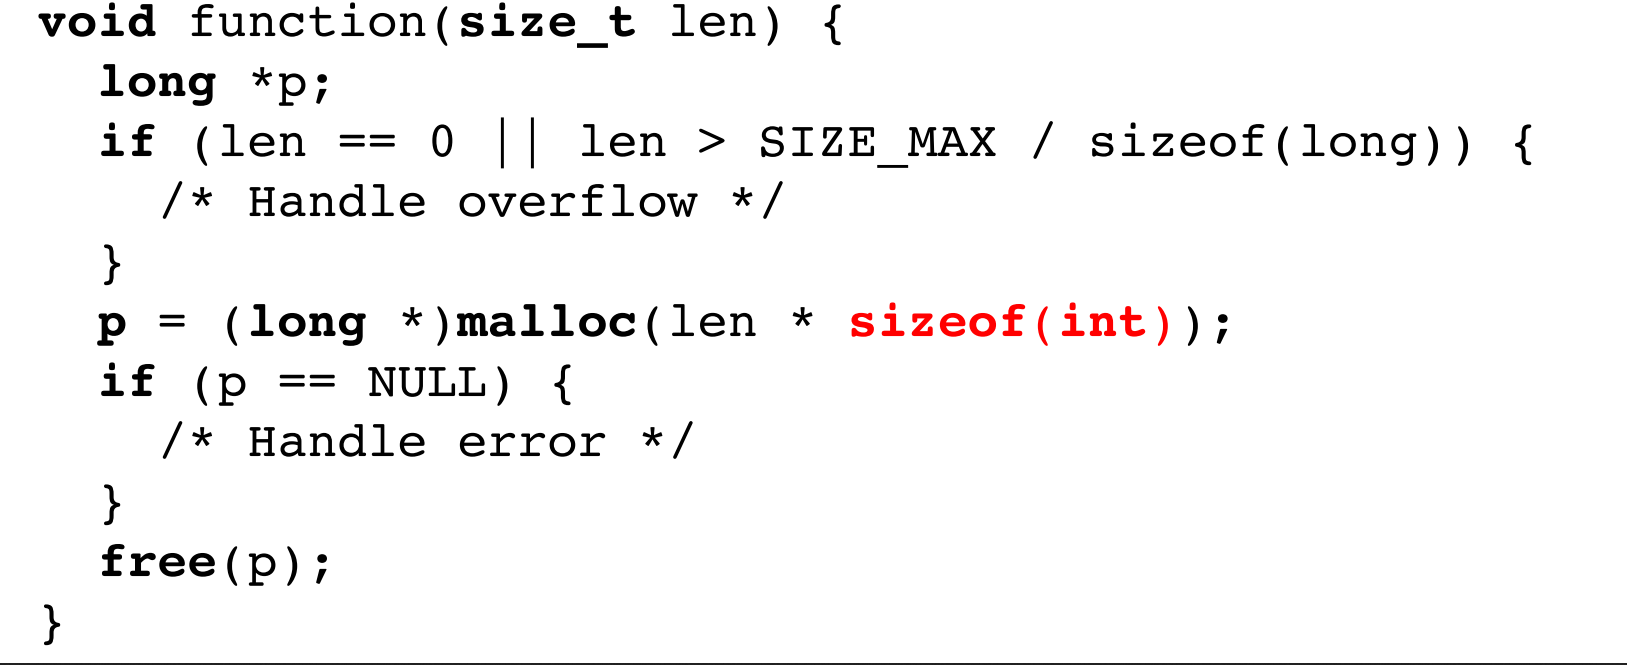 void function(size_t len) {
long *p;
if (len == 0 || len > SIZE_MAX / sizeof(long)) {
/* Handle overflow */
}
p = (long *)malloc(len * sizeof(int));
if (p == NULL) {
/* Handle error */
}
free(p);
}